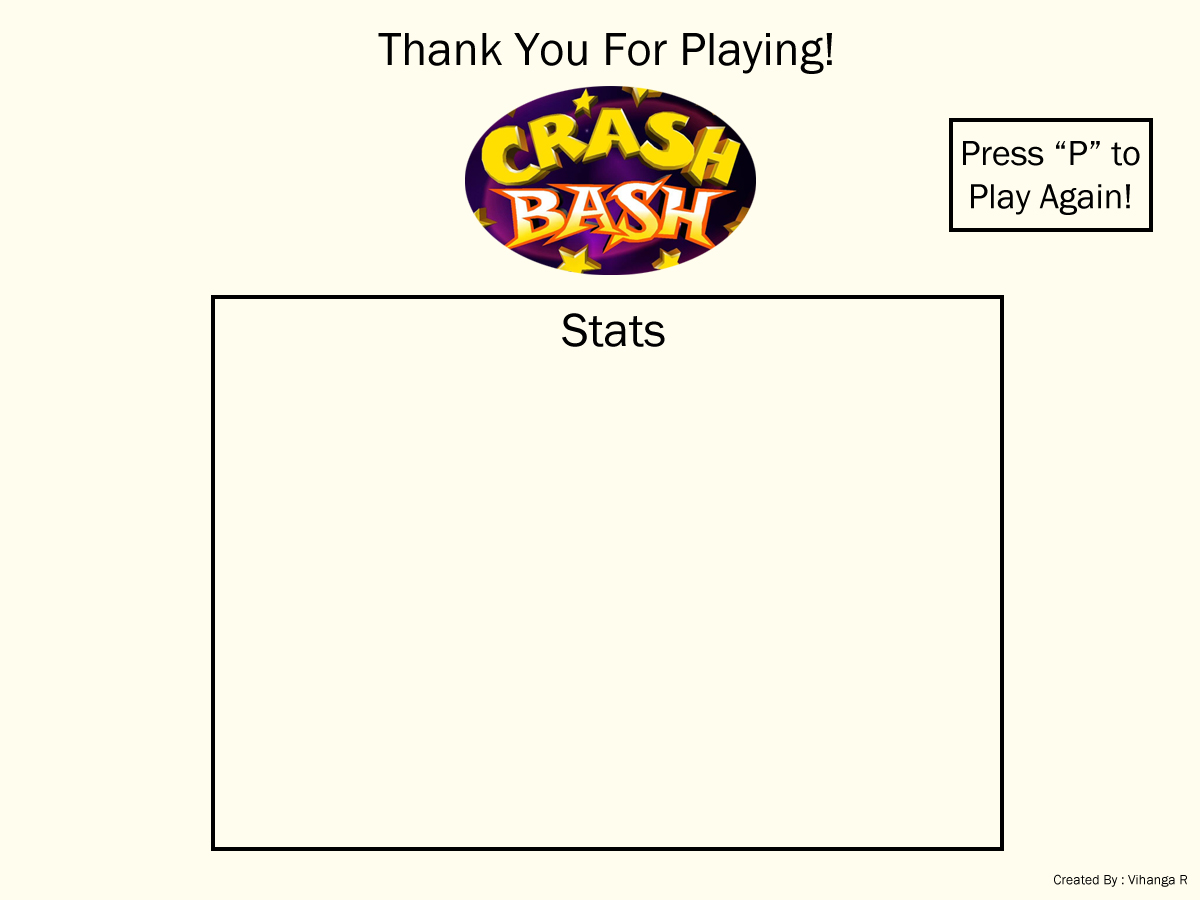 Thank You For Playing!
CRASH
BASH
Press “P” to
Play Again!
Stats
Created By : Vihanga R